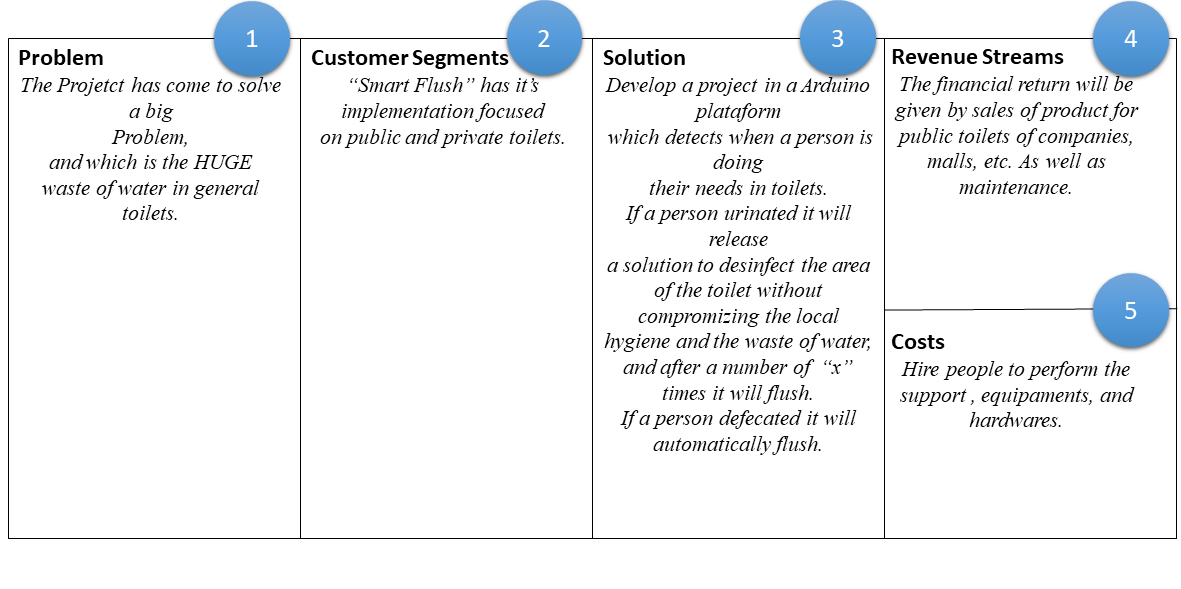 1
Problem
The Projetct has come to solve
a big
Problem,
and which is the HUGE
waste of water in general
toilets.
2
Customer Segments
“Smart Flush” has it’s
implementation focused
on public and private toilets.
3
Solution
Develop a project in a Arduino
plataform
which detects when a person is
doing
their needs in toilets.
If a person urinated it will
release
a solution to desinfect the area
of the toilet without
compromizing the local
hygiene and the waste of water,
and after a number of “x”
times it will flush.
If a person defecated it will
automatically flush.
4
Revenue Streams
The financial return will be
given by sales of product for
public toilets of companies,
malls, etc. As well as
maintenance.
5
Costs
Hire people to perform the
support , equipaments, and
hardwares.